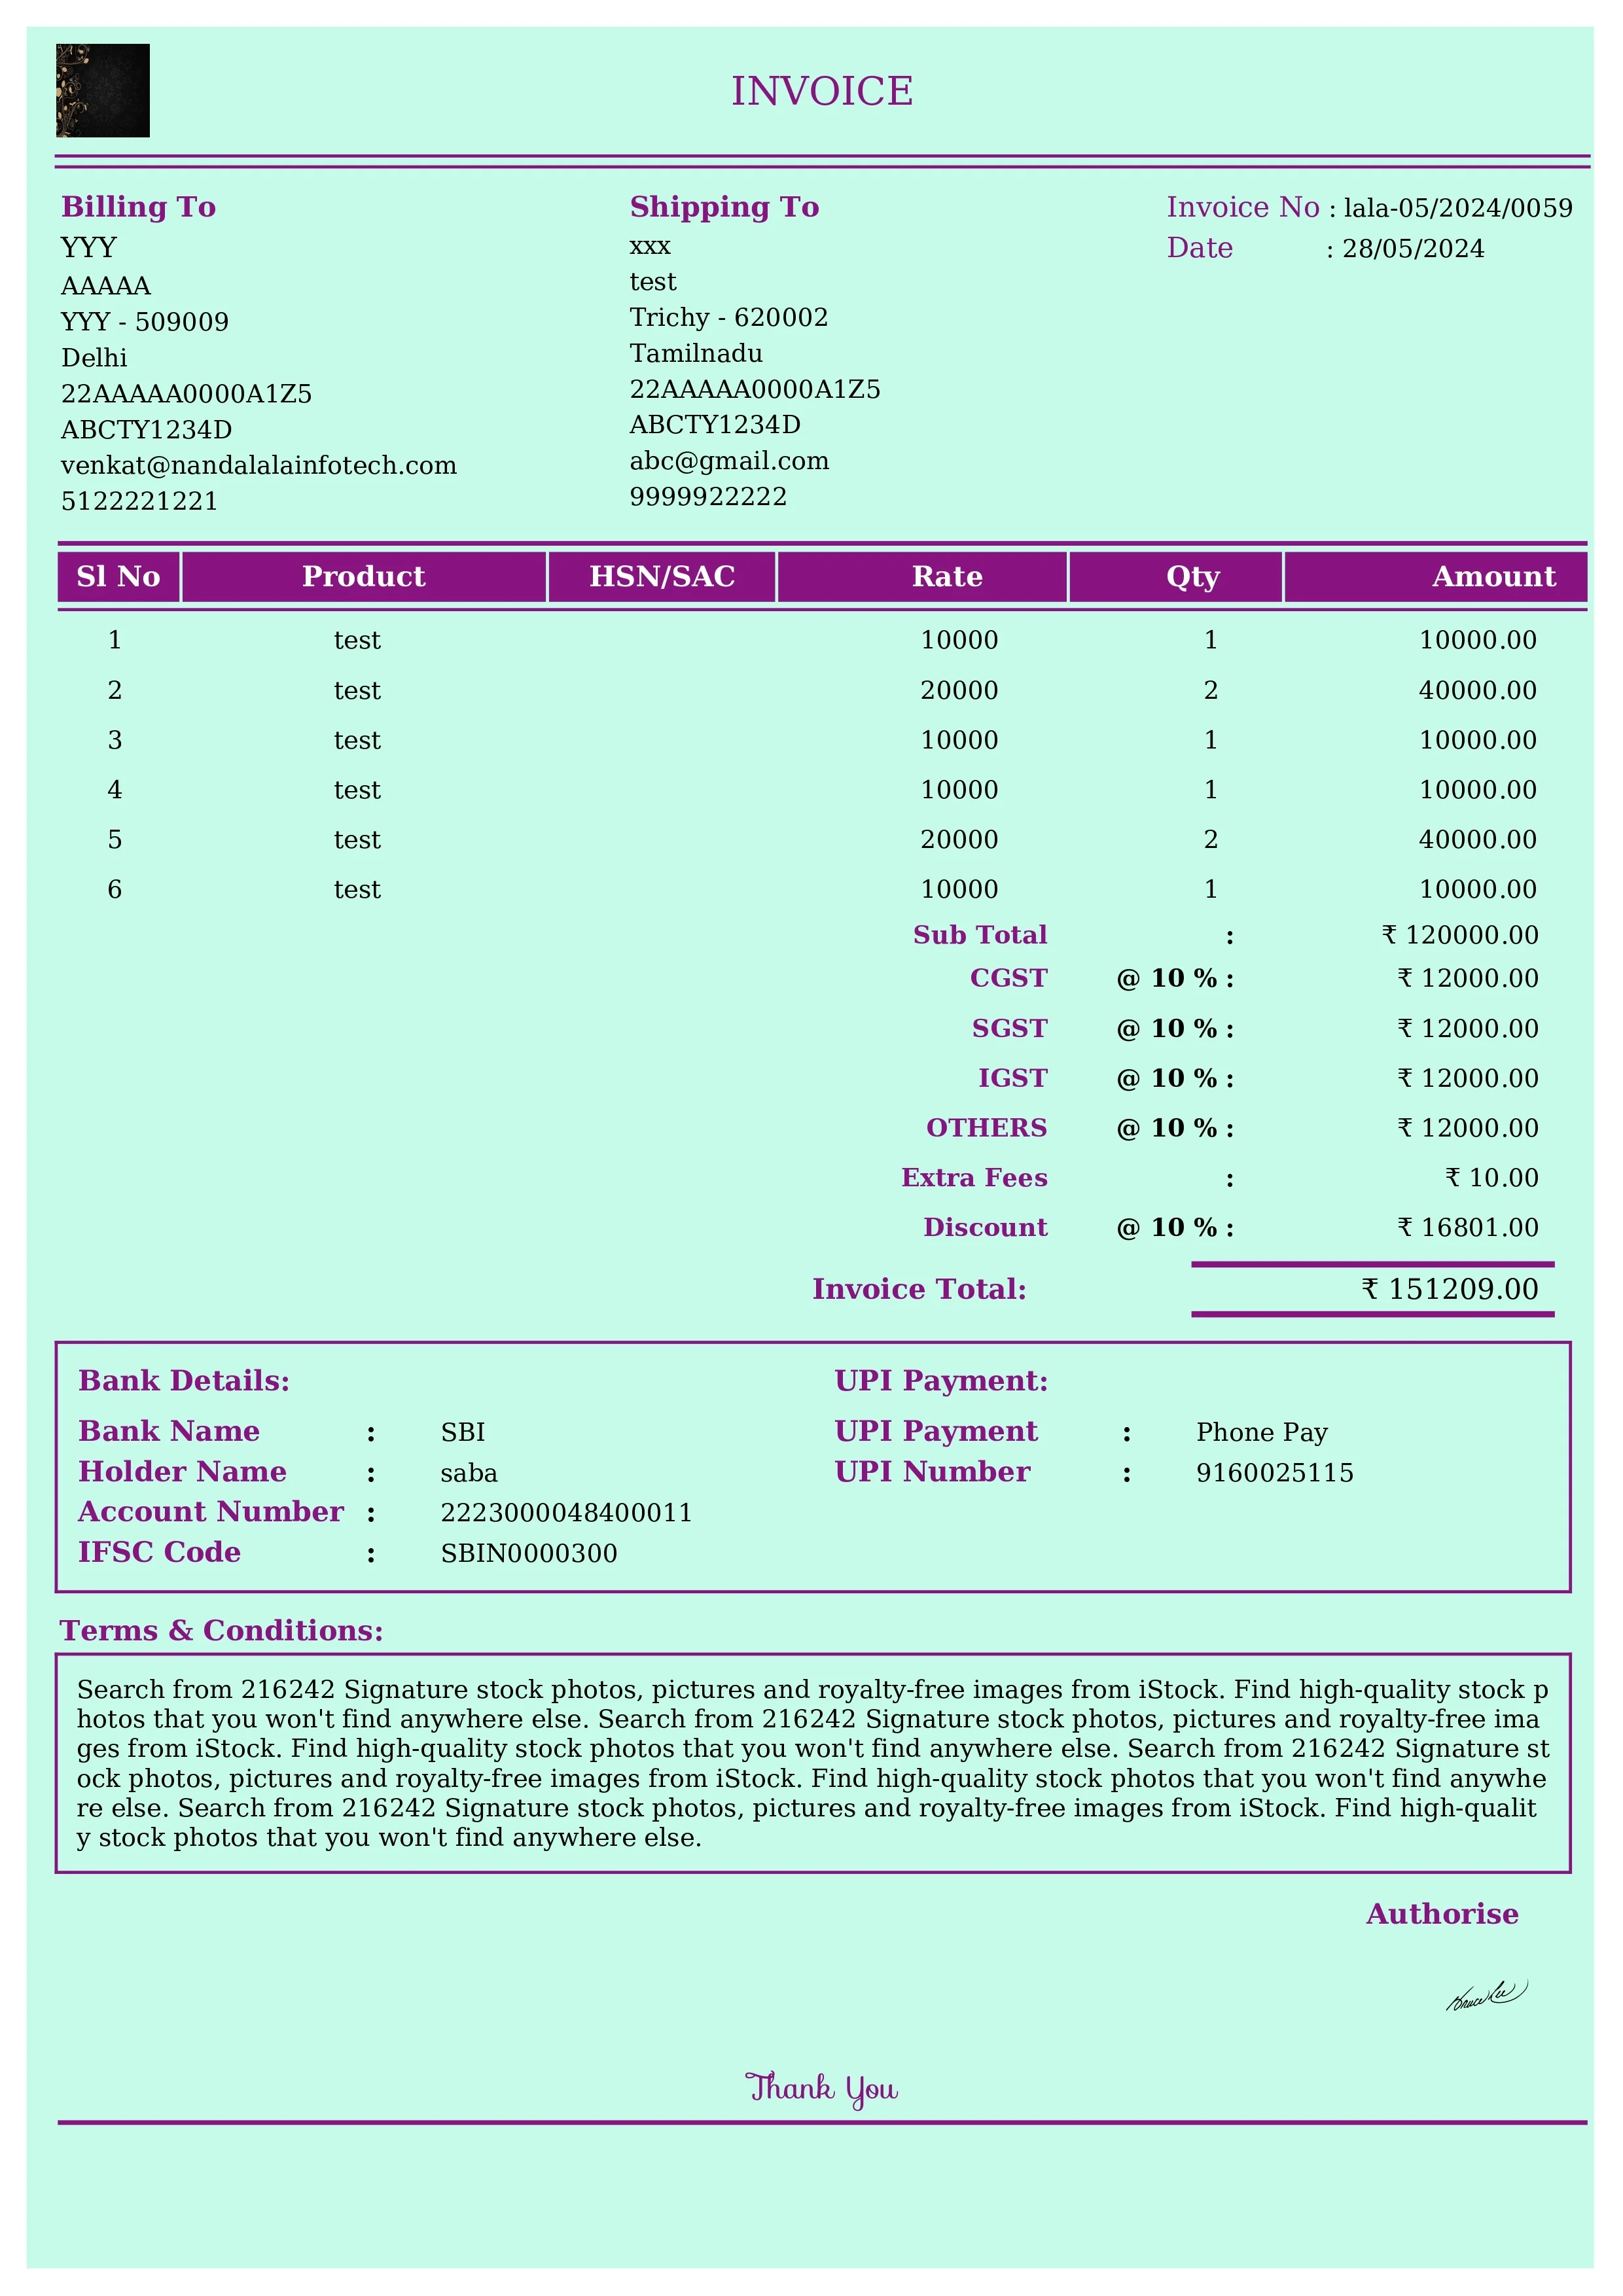 INVOICE
Billing To
YYY
AAAAA
YYY - 509009
Delhi
22AAAAA0000A1Z5
ABCTY1234D
venkat@nandalalainfotech.com
5122221221
Shipping To
xxx
test
Trichy - 620002
Tamilnadu
22AAAAA0000A1Z5
ABCTY1234D
abc@gmail.com
9999922222
Invoice No : lala-05/2024/0059
Date : 28/05/2024
Sl No Product HSN/SAC Rate Qty Amount
1 test 10000 1 10000.00
2 test 20000 2 40000.00
3 test 10000 1 10000.00
4 test 10000 1 10000.00
5 test 20000 2 40000.00
6 test 10000 1 10000.00
Sub Total : ₹ 120000.00
CGST @ 10 % : ₹ 12000.00
SGST @ 10 % : ₹ 12000.00
IGST @ 10 % : ₹ 12000.00
OTHERS @ 10 % : ₹ 12000.00
Extra Fees : ₹ 10.00
Discount @ 10 % : ₹ 16801.00
Invoice Total: ₹ 151209.00
Bank Details:
Bank Name : SBI
Holder Name : saba
Account Number : 2223000048400011
IFSC Code : SBIN0000300
UPI Payment:
UPI Payment : Phone Pay
UPI Number : 9160025115
Terms & Conditions:
Search from 216242 Signature stock photos, pictures and royalty-free images from iStock. Find high-quality stock p
hotos that you won't find anywhere else. Search from 216242 Signature stock photos, pictures and royalty-free ima
ges from iStock. Find high-quality stock photos that you won't find anywhere else. Search from 216242 Signature st
ock photos, pictures and royalty-free images from iStock. Find high-quality stock photos that you won't find anywhe
re else. Search from 216242 Signature stock photos, pictures and royalty-free images from iStock. Find high-qualit
y stock photos that you won't find anywhere else.
Authorise
Bruce Lee
Thank You